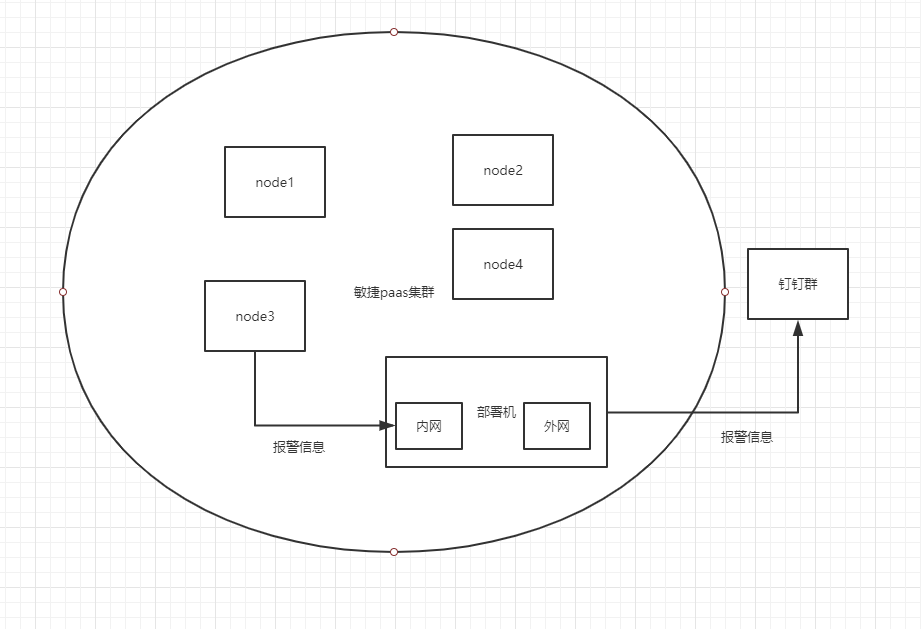 node1
node2
node4
敏捷paas集群
node3
钉钉群
内网
部署机
外网
报警信息
报警信息